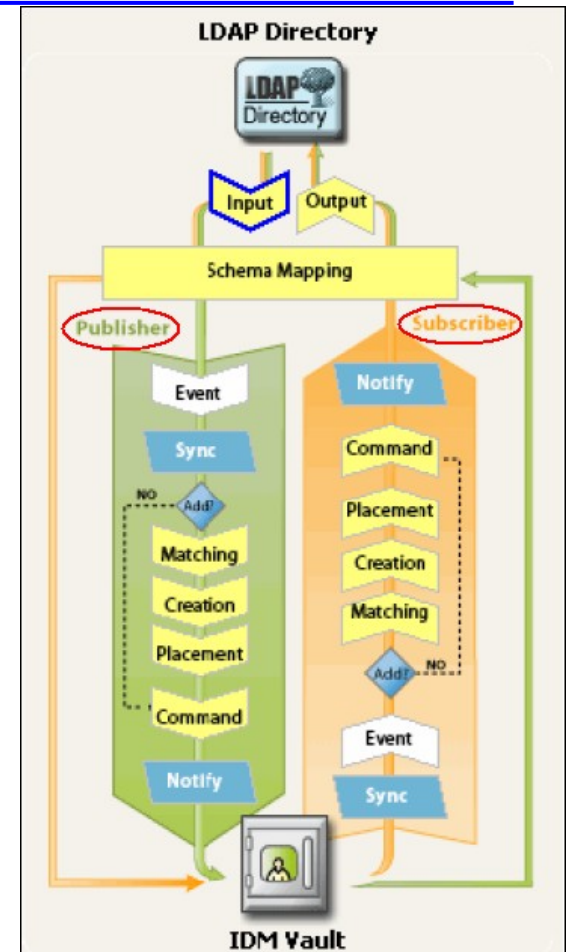 LDAP Directory
LDAP
Directory
Input
Output
Schema Mapping
Publisher
Subscriber
Event
Sync
NO
Add?
Matching
Creation
Placement
Command
Notify
Notify
Command
Placement
Creation
Matching
Add?
NO
Event
Sync
IDM Vault